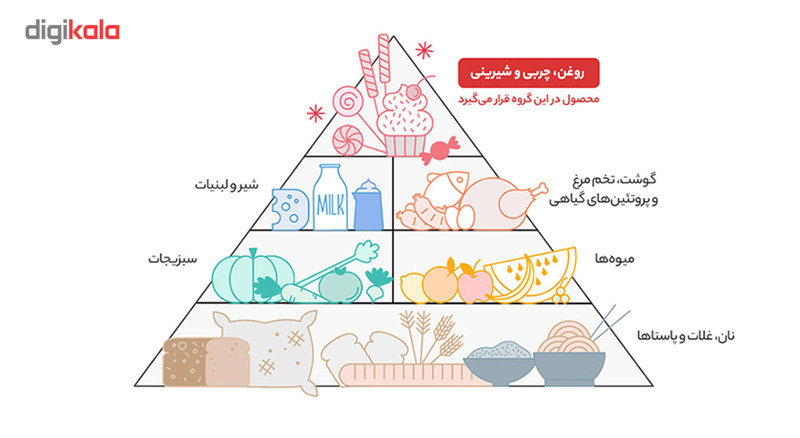 digikala
روغن، چربی و شیرینی
محصول در این گروه قرار می‌گیرد
گوشت، تخم مرغ
و پروتئین‌های گیاهی
شیر و لبنیات
MILK
میوه‌ها
سبزیجات
نان، غلات و پاستاها